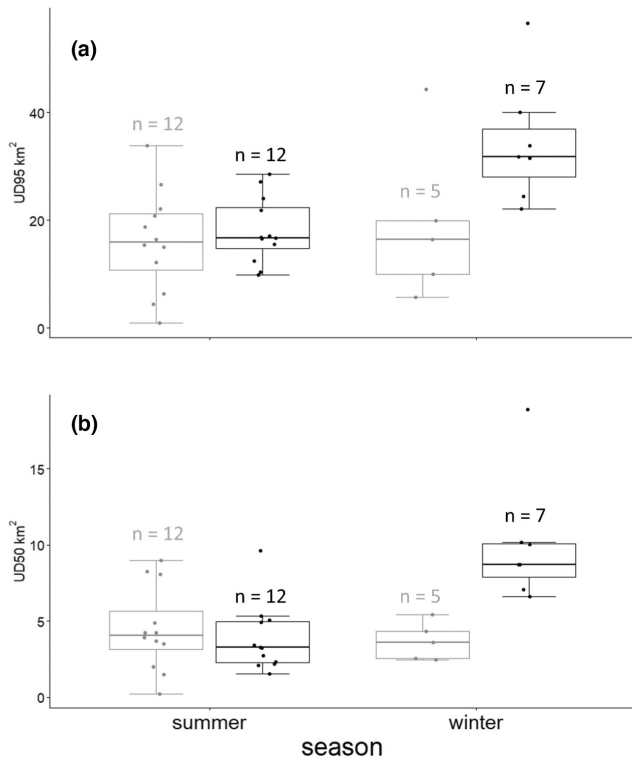 (a)
UD95 km²
40
20
0
n = 12
n = 12
n = 5
n = 7
(b)
UD50 km²
15
10
5
0
n = 12
n = 12
n = 5
n = 7
summer
winter
season